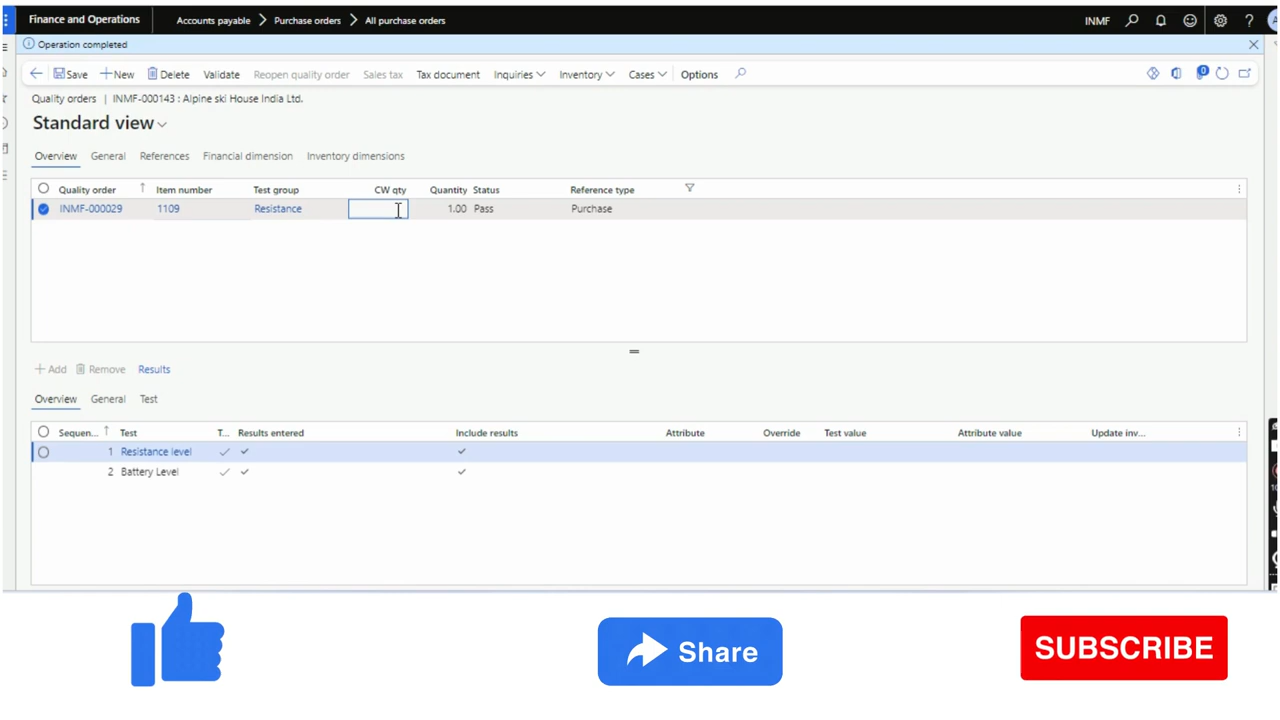 Finance and Operations Accounts payable > Purchase orders > All purchase orders INMF ?
Operation completed
Save New Delete Validate Reopen quality order Sales tax Tax document Inquiries Inventory Cases Options 0
Quality orders | INMF-000143 : Alpine ski House India Ltd.
Standard view
Overview General References Financial dimension Inventory dimensions
Quality order Item number Test group CW qty Quantity Status Reference type
INMF-000029 1109 Resistance 1.00 Pass Purchase
Add Remove Results
Overview General Test
Sequen... Test T... Results entered Include results Attribute Override Test value Attribute value Update inv...
1 Resistance level
2 Battery Level
Share
SUBSCRIBE